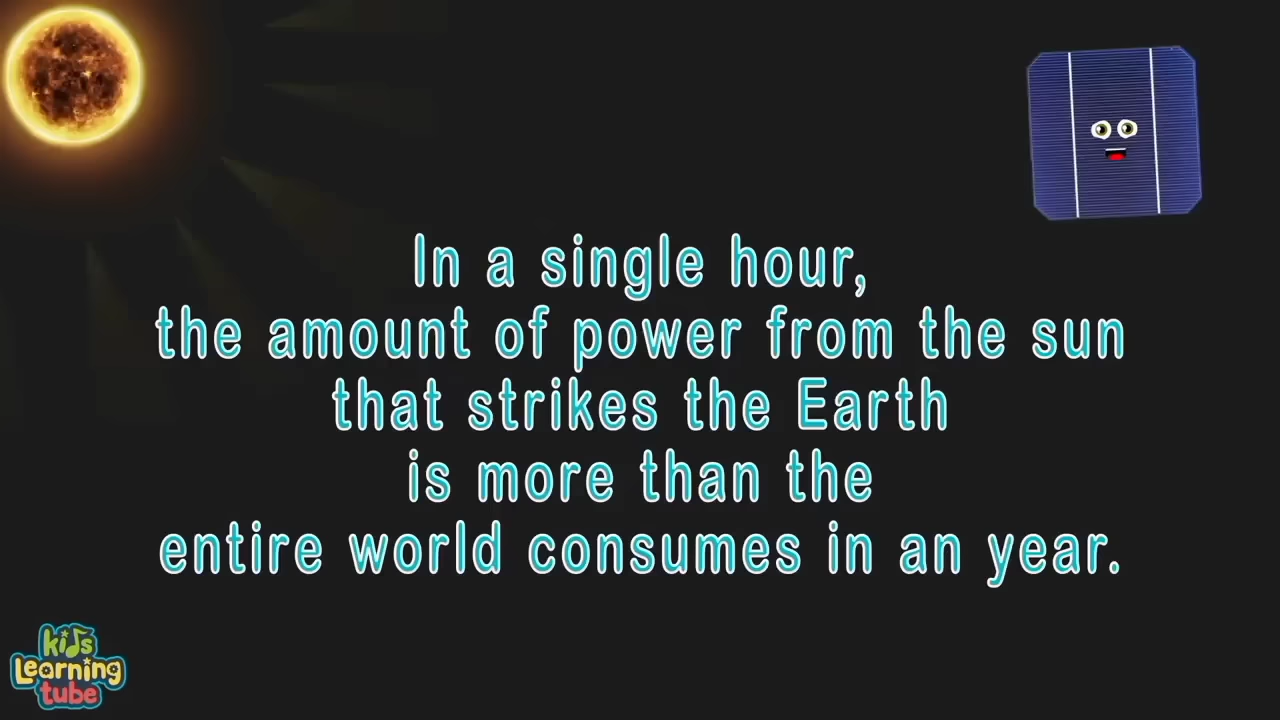 In a single hour,
the amount of power from the sun
that strikes the Earth
is more than the
entire world consumes in an year.
kids
Learning
tube